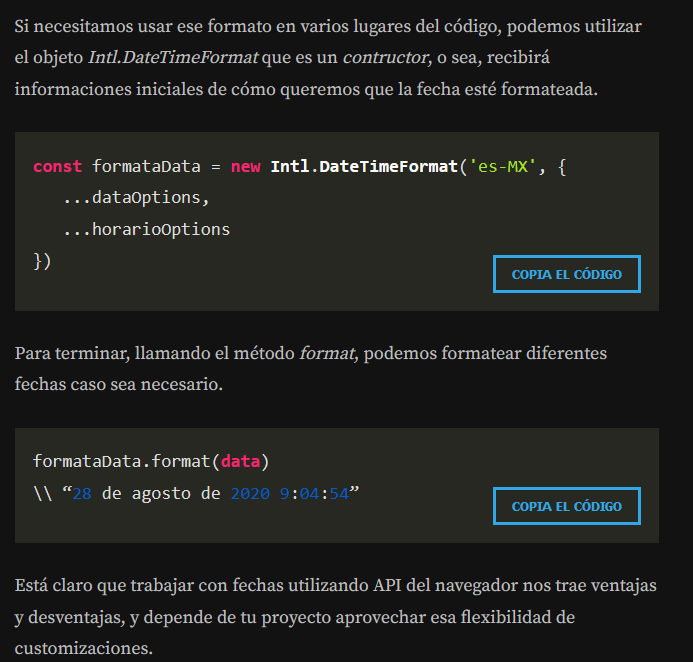 Si necesitamos usar ese formato en varios lugares del código, podemos utilizar
el objeto Intl.DateTimeFormat que es un contructor, o sea, recibirá
informaciones iniciales de cómo queremos que la fecha esté formateada.
const formataData = new Intl.DateTimeFormat('es-MX', {
   ...dataOptions,
   ...horarioOptions
})
COPIA EL CÓDIGO
Para terminar, llamando el método format, podemos formatear diferentes
fechas caso sea necesario.
formataData.format(data)
\\ “28 de agosto de 2020 9:04:54”
COPIA EL CÓDIGO
Está claro que trabajar con fechas utilizando API del navegador nos trae ventajas
y desventajas, y depende de tu proyecto aprovechar esa flexibilidad de
customizaciones.